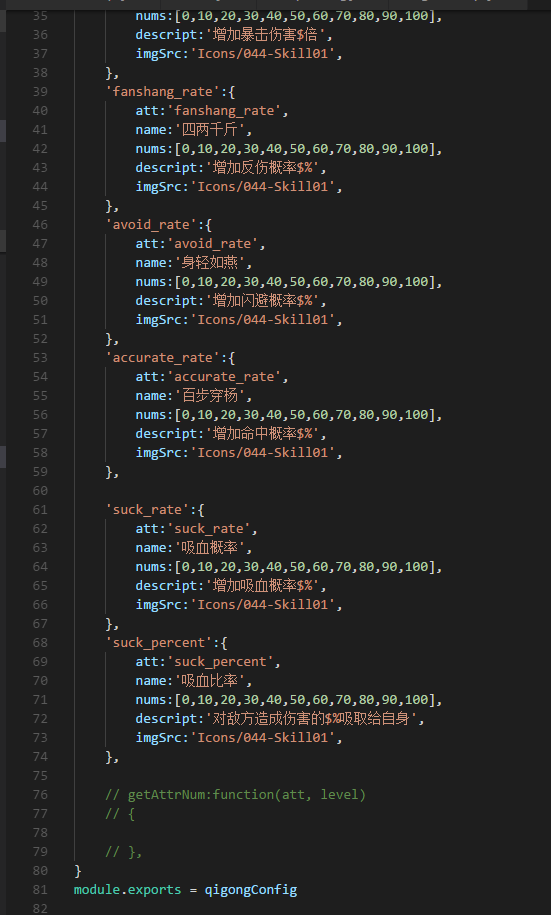 35 nums:[0,10,20,30,40,50,60,70,80,90,100],
36 descript:'增加暴击伤害$倍',
37 imgSrc:'Icons/044-Skill01',
38 },
39 'fanshang_rate':{
40 att:'fanshang_rate',
41 name:'四两千斤',
42 nums:[0,10,20,30,40,50,60,70,80,90,100],
43 descript:'增加反伤概率$%',
44 imgSrc:'Icons/044-Skill01',
45 },
46 'avoid_rate':{
47 att:'avoid_rate',
48 name:'身轻如燕',
49 nums:[0,10,20,30,40,50,60,70,80,90,100],
50 descript:'增加闪避概率$%',
51 imgSrc:'Icons/044-Skill01',
52 },
53 'accurate_rate':{
54 att:'accurate_rate',
55 name:'百步穿杨',
56 nums:[0,10,20,30,40,50,60,70,80,90,100],
57 descript:'增加命中概率$%',
58 imgSrc:'Icons/044-Skill01',
59 },
60
61 'suck_rate':{
62 att:'suck_rate',
63 name:'吸血概率',
64 nums:[0,10,20,30,40,50,60,70,80,90,100],
65 descript:'增加吸血概率$%',
66 imgSrc:'Icons/044-Skill01',
67 },
68 'suck_percent':{
69 att:'suck_percent',
70 name:'吸血比率',
71 nums:[0,10,20,30,40,50,60,70,80,90,100],
72 descript:'对敌方造成伤害的$%吸取给自身',
73 imgSrc:'Icons/044-Skill01',
74 },
75
76 // getAttrNum:function(att, level)
77 // {
78
79 // },
80 }
81 module.exports = qigongConfig
82